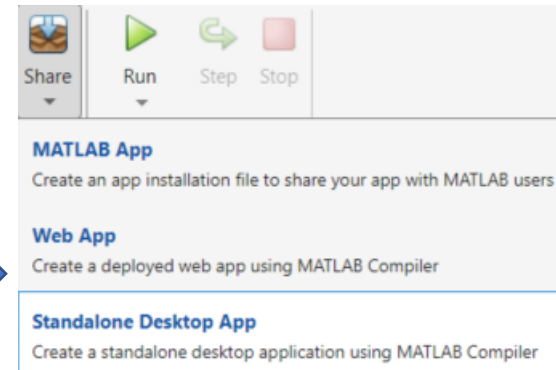 Share Run Step Stop
MATLAB App
Create an app installation file to share your app with MATLAB users
Web App
Create a deployed web app using MATLAB Compiler
Standalone Desktop App
Create a standalone desktop application using MATLAB Compiler